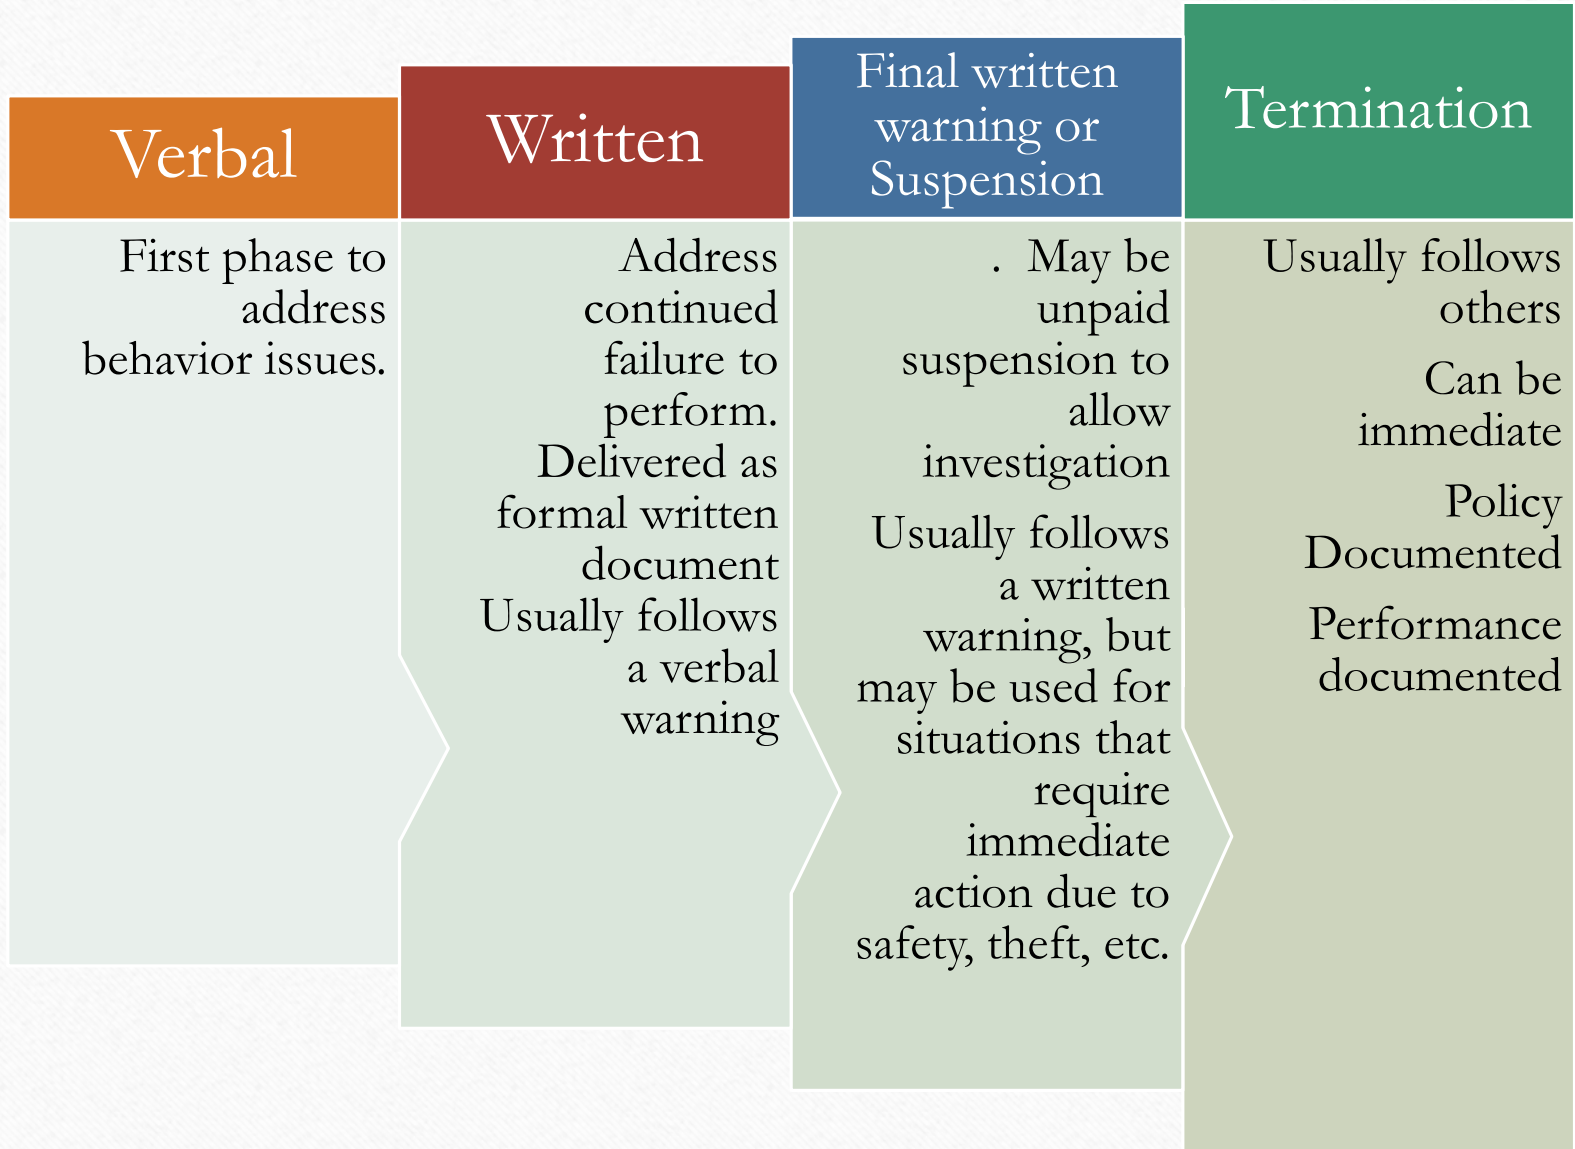 Verbal
First phase to
address
behavior issues.
Written
Address
continued
failure to
perform.
Delivered as
formal written
document
Usually follows
a verbal
warning
Final written
warning or
Suspension
.  May be
unpaid
suspension to
allow
investigation
Usually follows
a written
warning, but
may be used for
situations that
require
immediate
action due to
safety, theft, etc.
Termination
Usually follows
others
Can be
immediate
Policy
Documented
Performance
documented